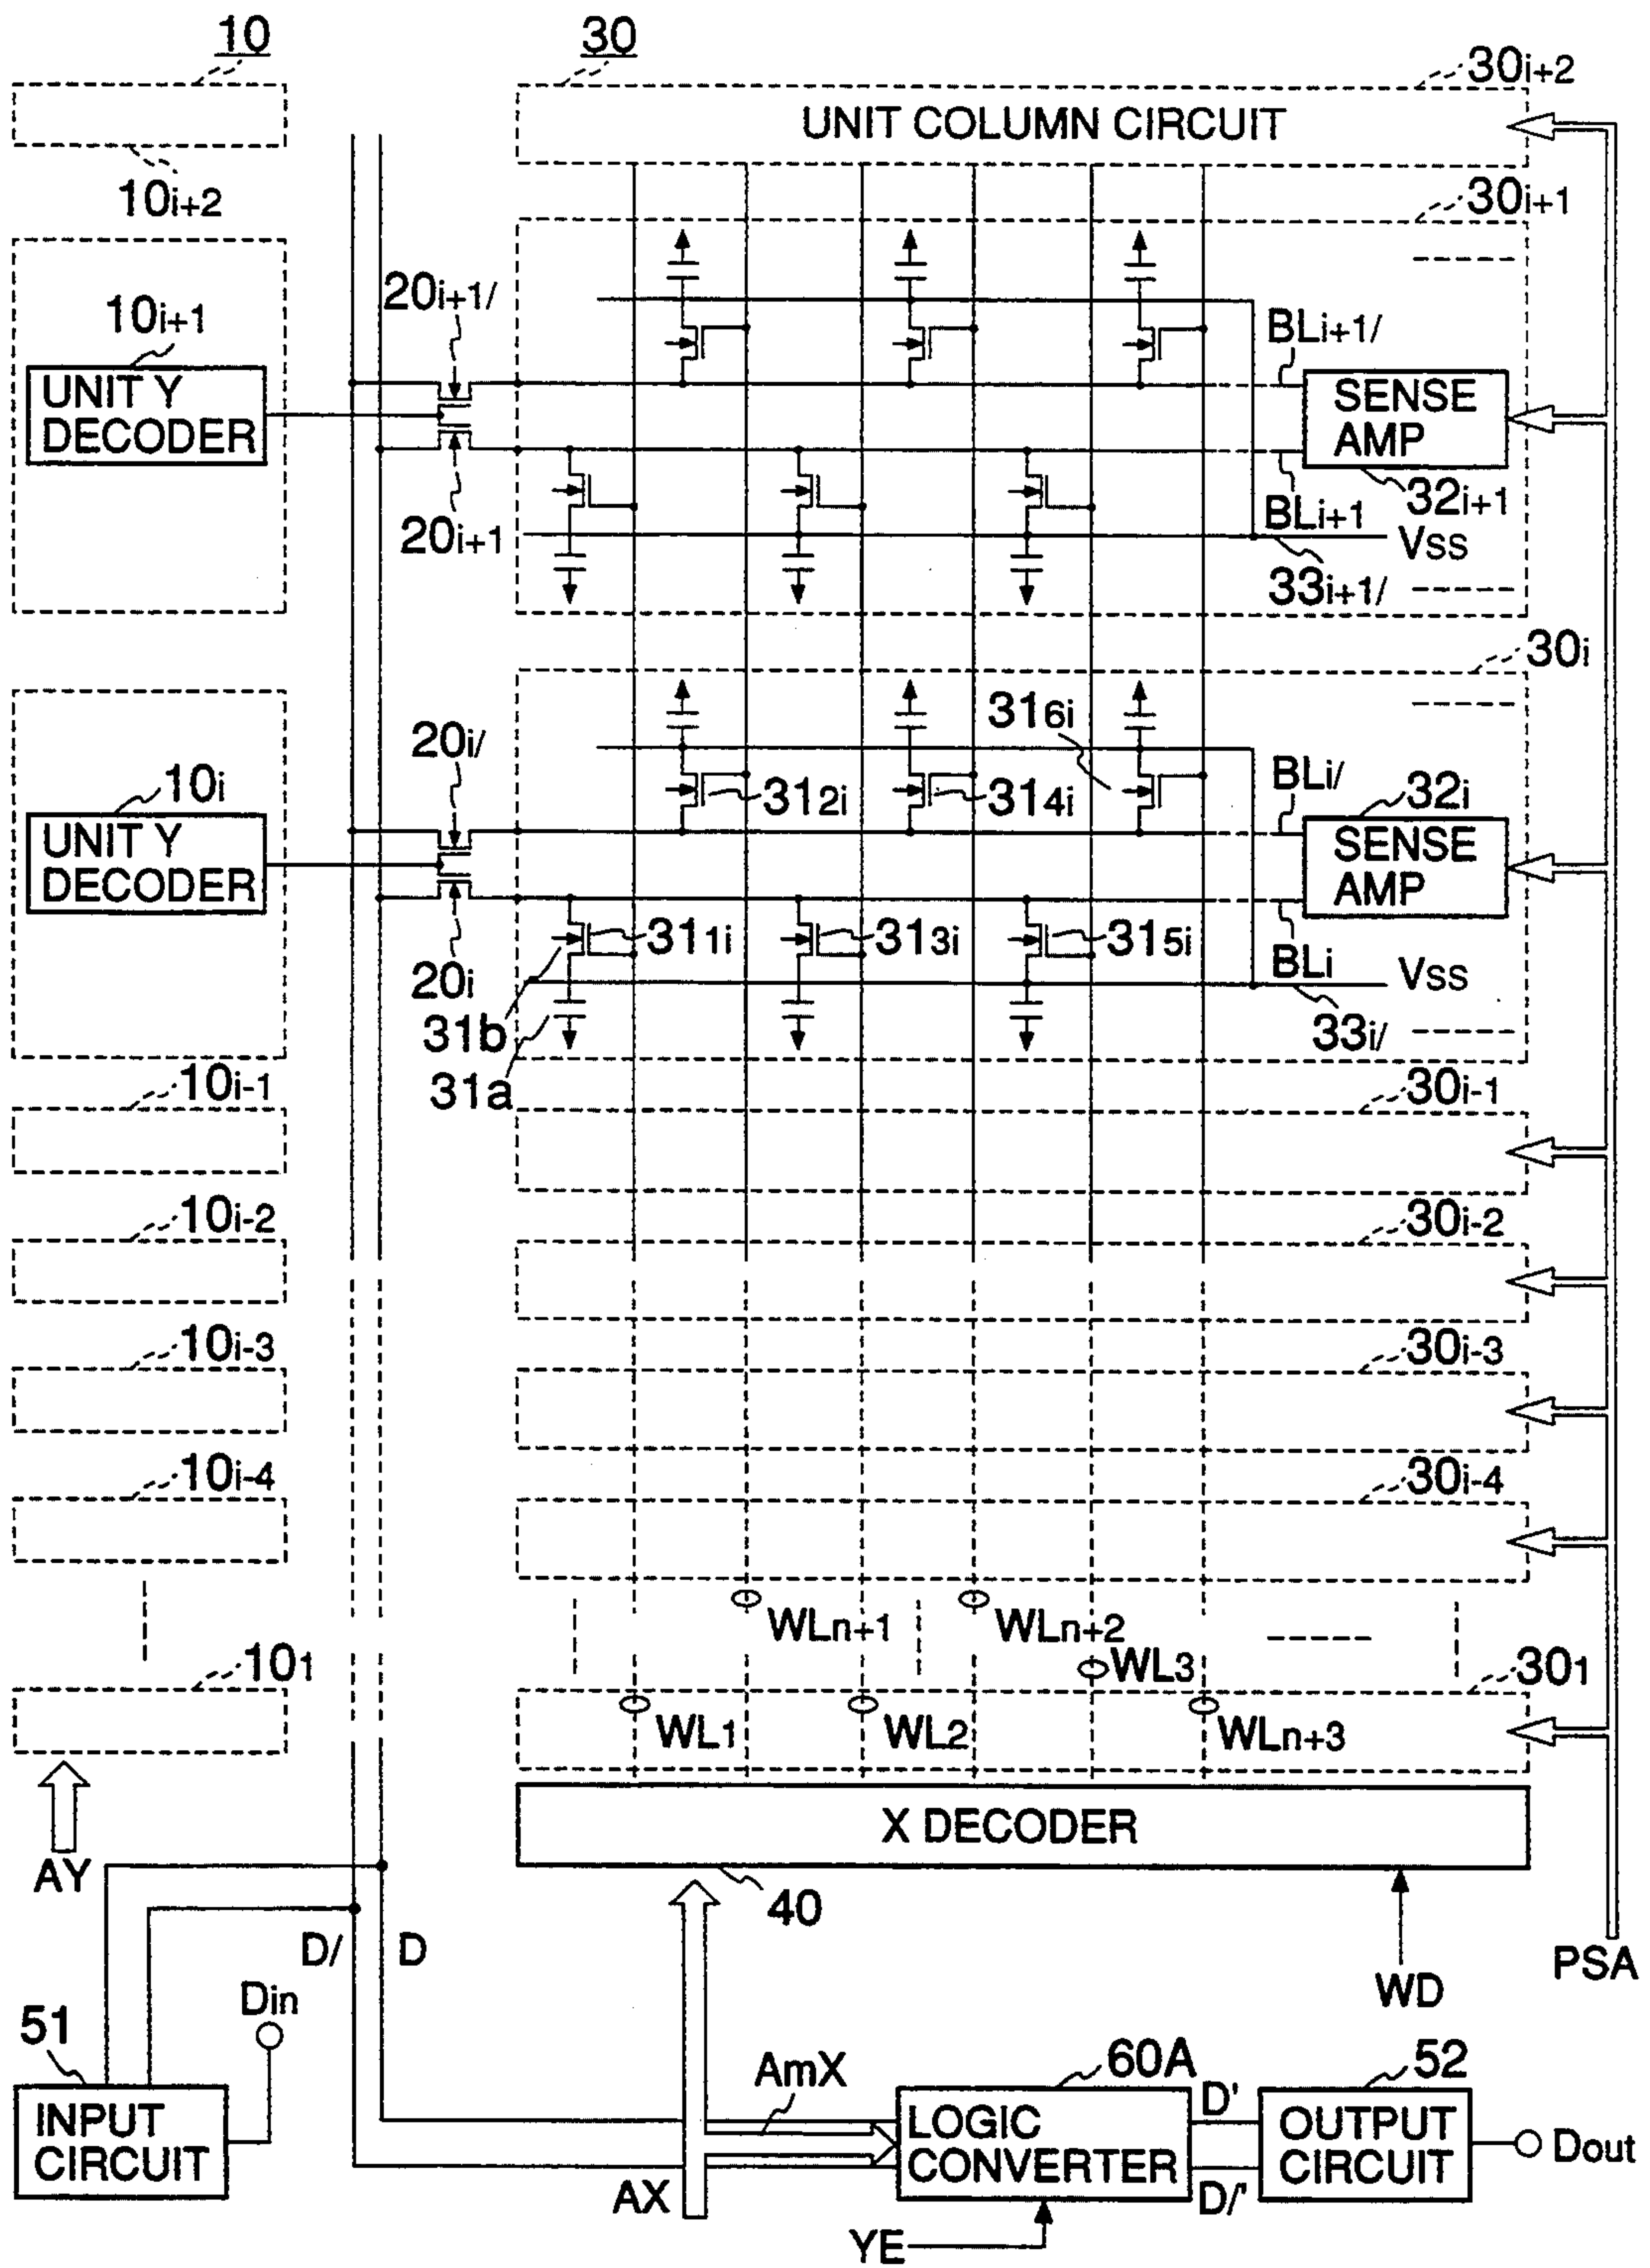 10
30
30i+2
UNIT COLUMN CIRCUIT
10i+2
30i+1
20i+1/
10i+1
BLi+1/
UNIT Y
DECODER
SENSE
AMP
32i+1
20i+1
BLi+1
VSS
33i+1/
30i
316i
20i/
10i
312i
314i
BLi/
32i
UNIT Y
DECODER
SENSE
AMP
311i
313i
315i
20i
BLi
VSS
31b
33i/
31a
10i-1
30i-1
10i-2
30i-2
10i-3
30i-3
10i-4
30i-4
WLn+1
WLn+2
WL3
101
301
WL1
WL2
WLn+3
X DECODER
AY
40
D/
D
PSA
WD
Din
51
AmX
60A
52
D'
INPUT
CIRCUIT
LOGIC
CONVERTER
OUTPUT
CIRCUIT
Dout
AX
D/'
YE